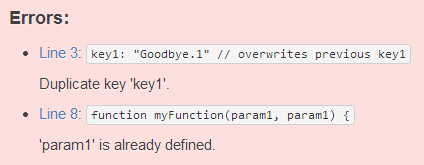 Errors:
Line 3: key1: "Goodbye.1" // overwrites previous key1
Duplicate key 'key1'.
Line 8: function myFunction(param1, param1) {
'param1' is already defined.